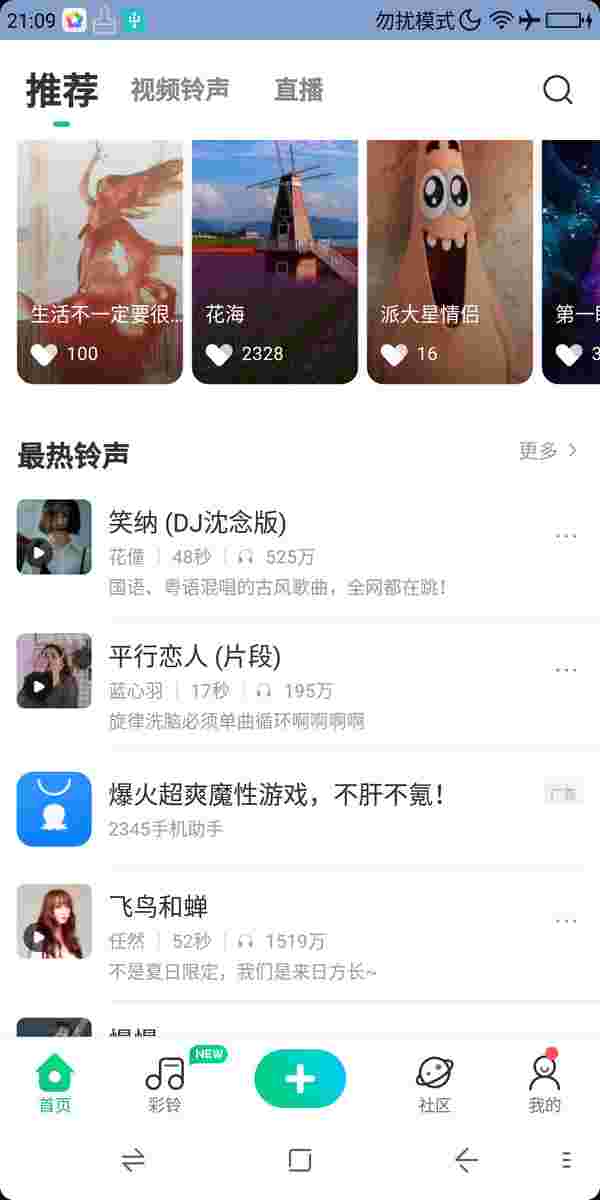 21:09
勿扰模式
推荐 视频铃声 直播
生活不一定要很...
100
花海
2328
派大星情侣
16
第一
3
最热铃声
更多
笑纳 (DJ沈念版)
花僮 48秒 525万
国语、粤语混唱的古风歌曲，全网都在跳！
平行恋人 (片段)
蓝心羽 17秒 195万
旋律洗脑必须单曲循环啊啊啊啊
爆火超爽魔性游戏，不肝不氪！
广告
2345手机助手
飞鸟和蝉
任然 52秒 1519万
不是夏日限定，我们是来日方长~
NEW
首页 彩铃 社区 我的